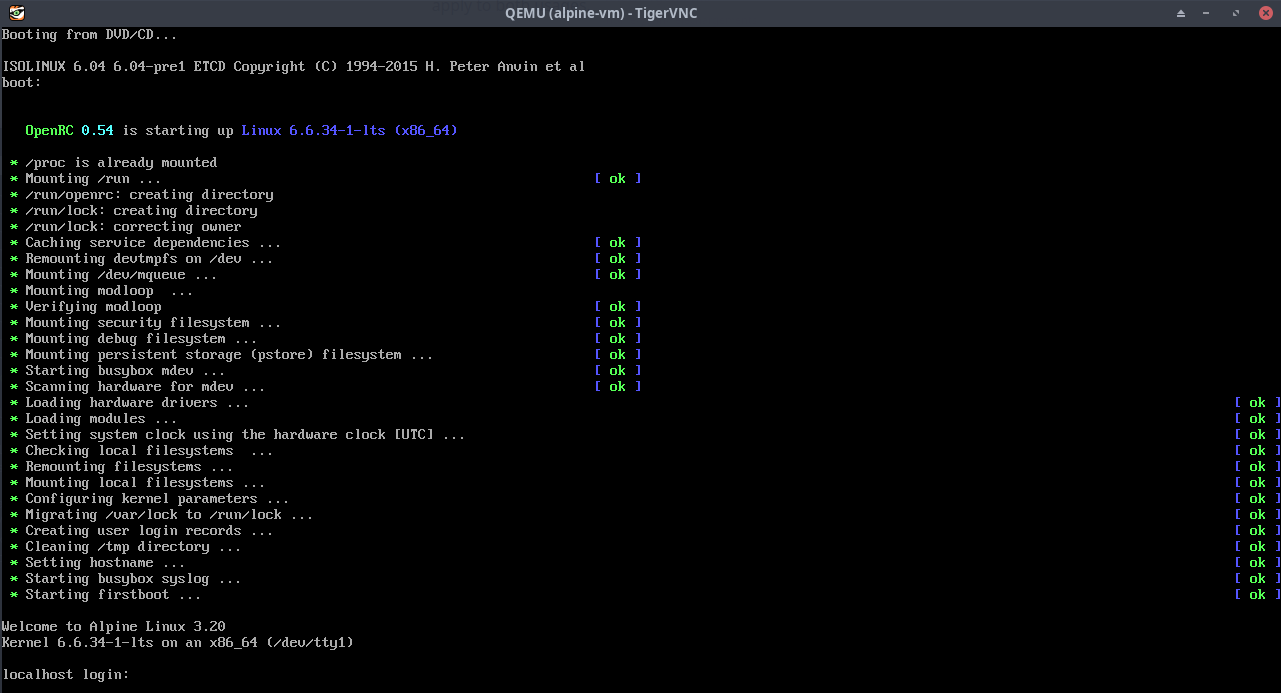 QEMU (alpine-vm) - TigerVNC
Booting from DVD/CD...
ISOLINUX 6.04 6.04-pre1 ETCD Copyright (C) 1994-2015 H. Peter Anvin et al
boot:
OpenRC 0.54 is starting up Linux 6.6.34-1-lts (x86_64)
* /proc is already mounted
* Mounting /run ... [ ok ]
* /run/openrc: creating directory
* /run/lock: creating directory
* /run/lock: correcting owner
* Caching service dependencies ... [ ok ]
* Remounting devtmpfs on /dev ... [ ok ]
* Mounting /dev/mqueue ... [ ok ]
* Mounting modloop  ...
* Verifying modloop [ ok ]
* Mounting security filesystem ... [ ok ]
* Mounting debug filesystem ... [ ok ]
* Mounting persistent storage (pstore) filesystem ... [ ok ]
* Starting busybox mdev ... [ ok ]
* Scanning hardware for mdev ... [ ok ]
* Loading hardware drivers ... [ ok ]
* Loading modules ... [ ok ]
* Setting system clock using the hardware clock [UTC] ... [ ok ]
* Checking local filesystems  ... [ ok ]
* Remounting filesystems ... [ ok ]
* Mounting local filesystems ... [ ok ]
* Configuring kernel parameters ... [ ok ]
* Migrating /var/lock to /run/lock ... [ ok ]
* Creating user login records ... [ ok ]
* Cleaning /tmp directory ... [ ok ]
* Setting hostname ... [ ok ]
* Starting busybox syslog ... [ ok ]
* Starting firstboot ... [ ok ]
Welcome to Alpine Linux 3.20
Kernel 6.6.34-1-lts on an x86_64 (/dev/tty1)
localhost login: